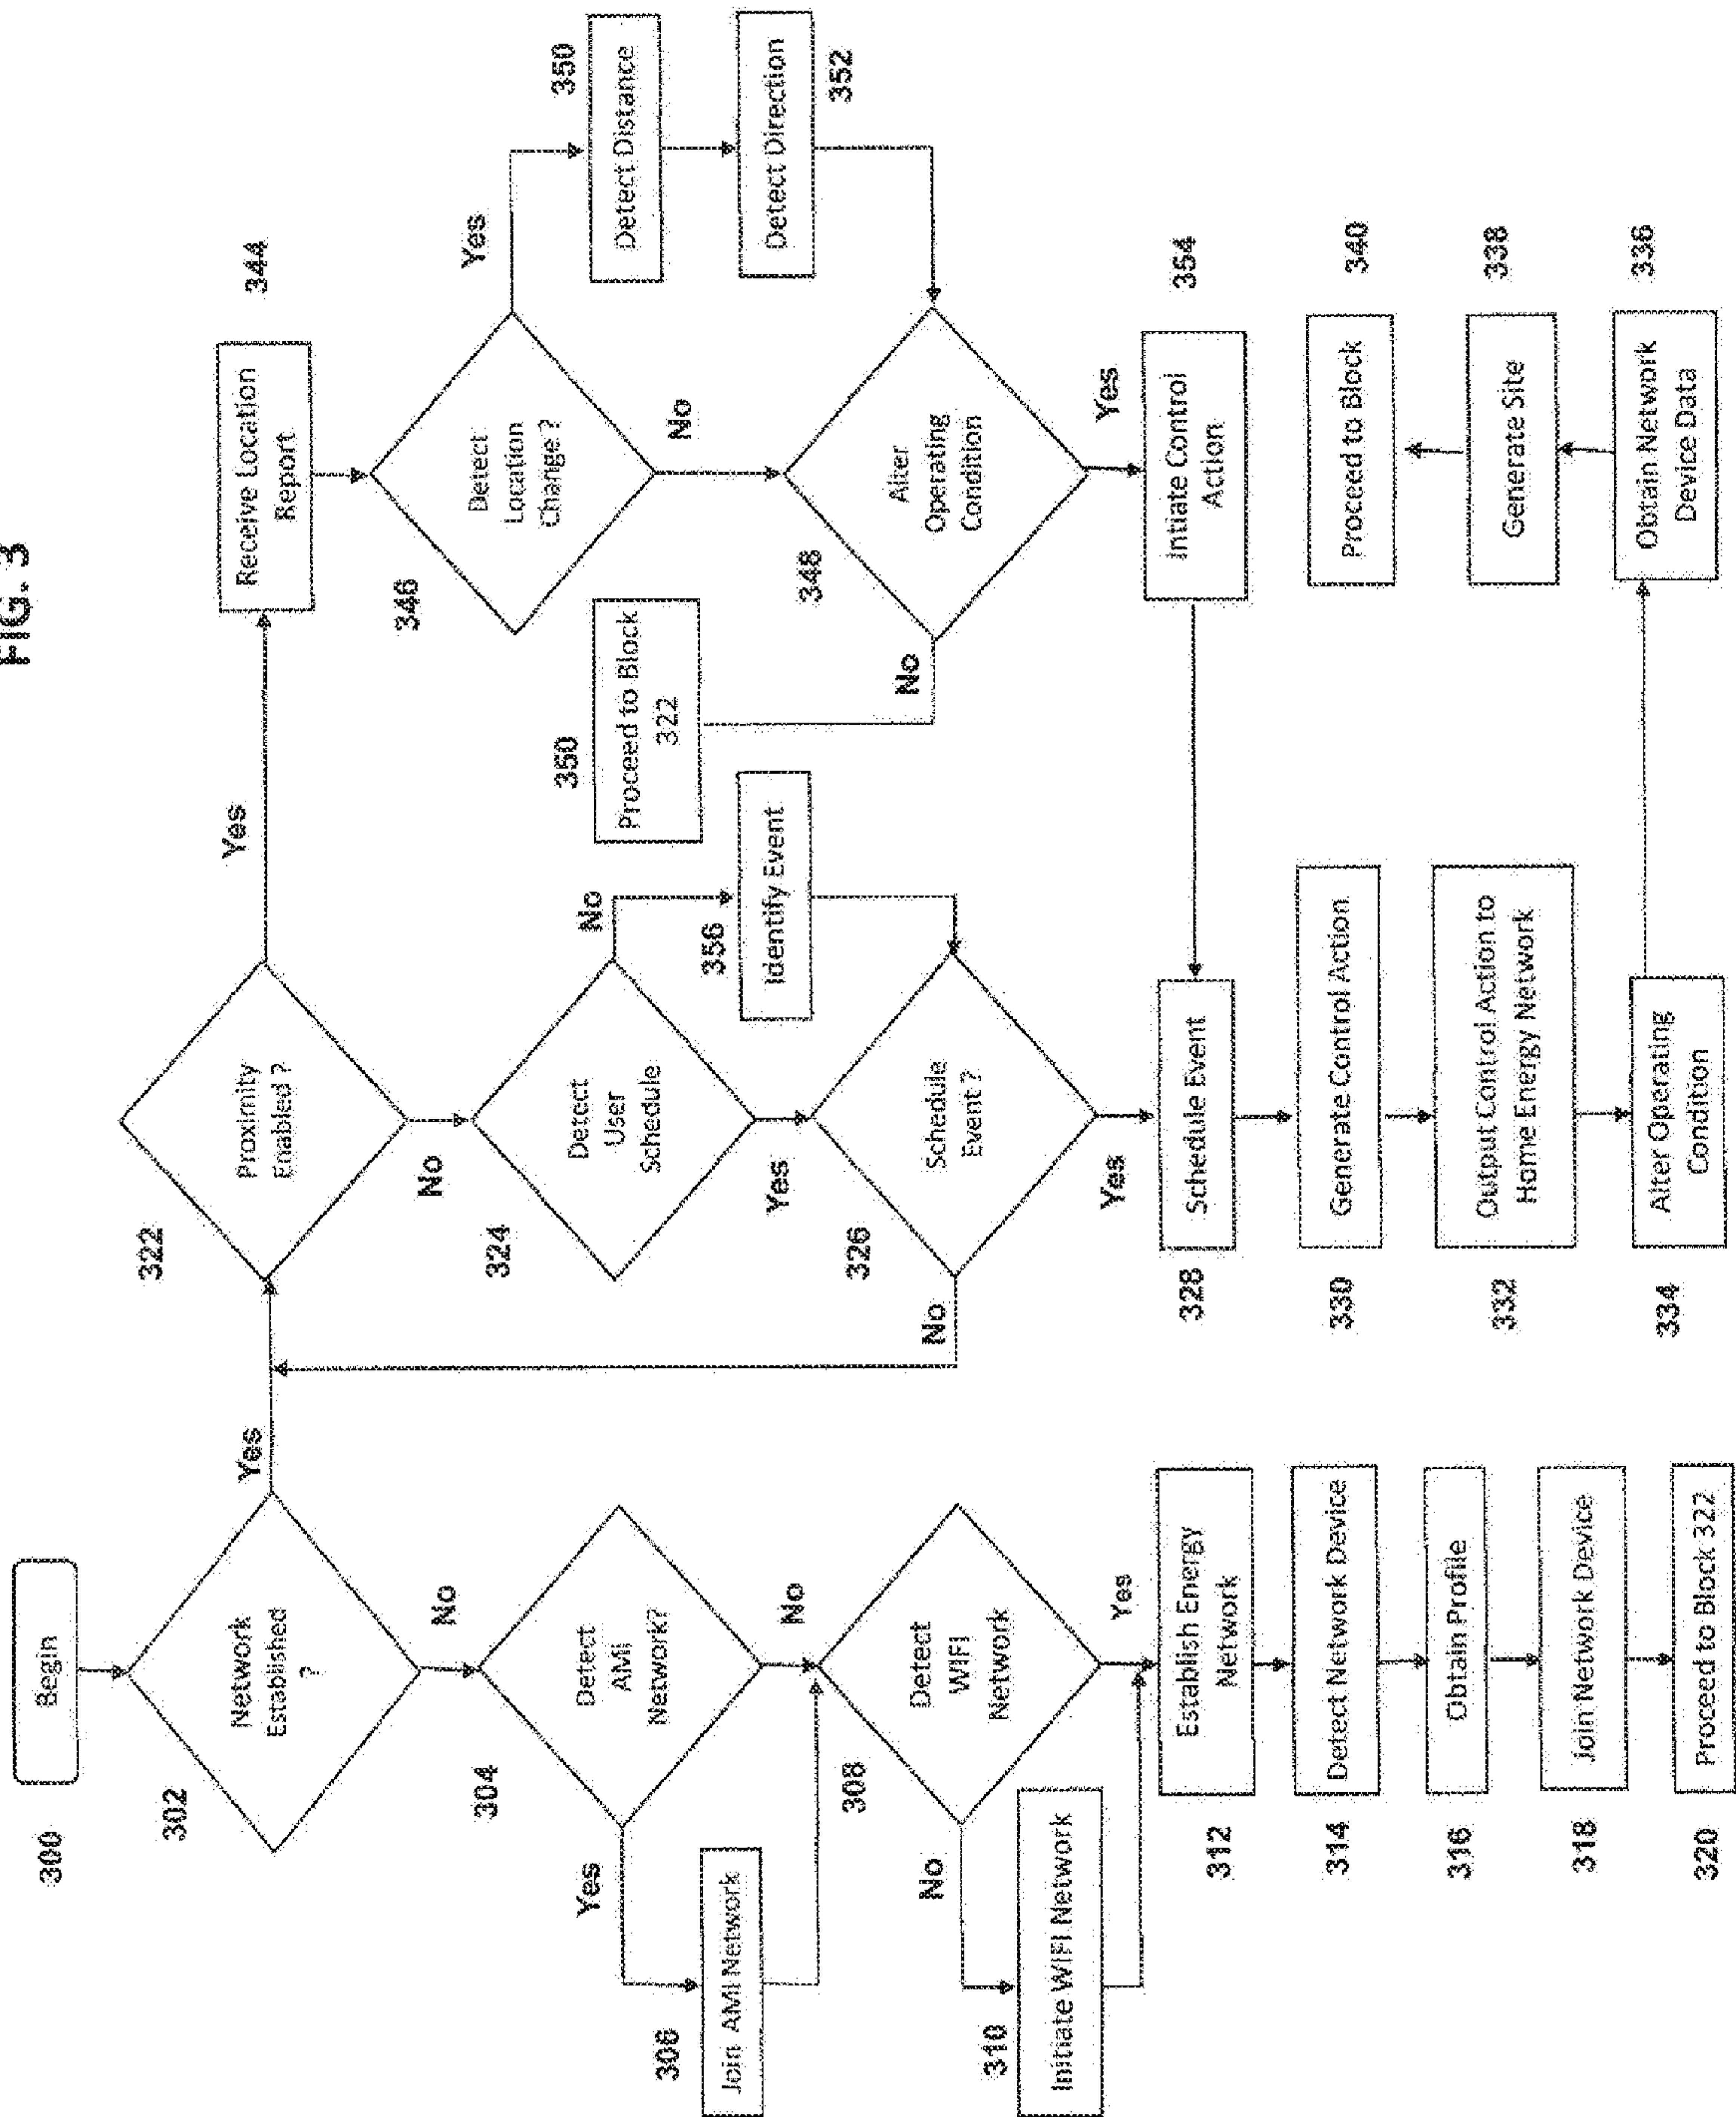 FIG. 3
300
Begin
302
Network
Established
?
Yes
No
304
Detect
AMI
Network?
Yes
306
Join AMI Network
No
308
Detect
WIFI
Network
No
310
Initiate WIFI Network
Yes
312
Establish Energy
Network
314
Detect Network Device
316
Obtain Profile
318
Join Network Device
320
Proceed to Block 322
322
Proximity
Enabled ?
Yes
No
324
Detect
User
Schedule
No
356
Identify Event
Yes
326
Schedule
Event ?
No
Yes
328
Schedule Event
330
Generate Control Action
332
Output Control Action to
Home Energy Network
334
Alter Operating
Condition
344
Receive Location
Report
346
Detect
Location
Change ?
Yes
350
Detect Distance
352
Detect Direction
No
348
Alter
Operating
Condition
No
350
Proceed to Block
322
Yes
354
Intiate Control
Action
340
Proceed to Block
338
Generate Site
336
Obtain Network
Device Data